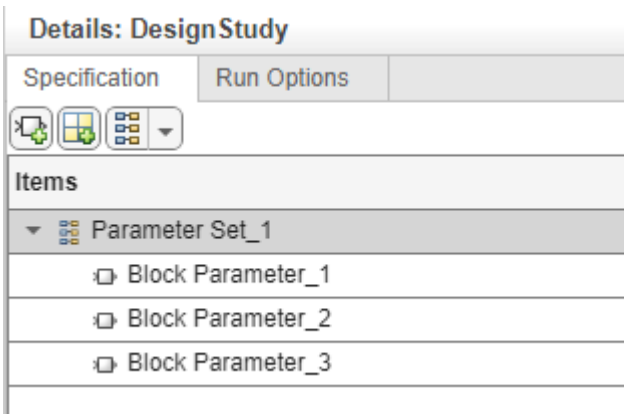 Details: DesignStudy
Specification Run Options
Items
Parameter Set_1
Block Parameter_1
Block Parameter_2
Block Parameter_3